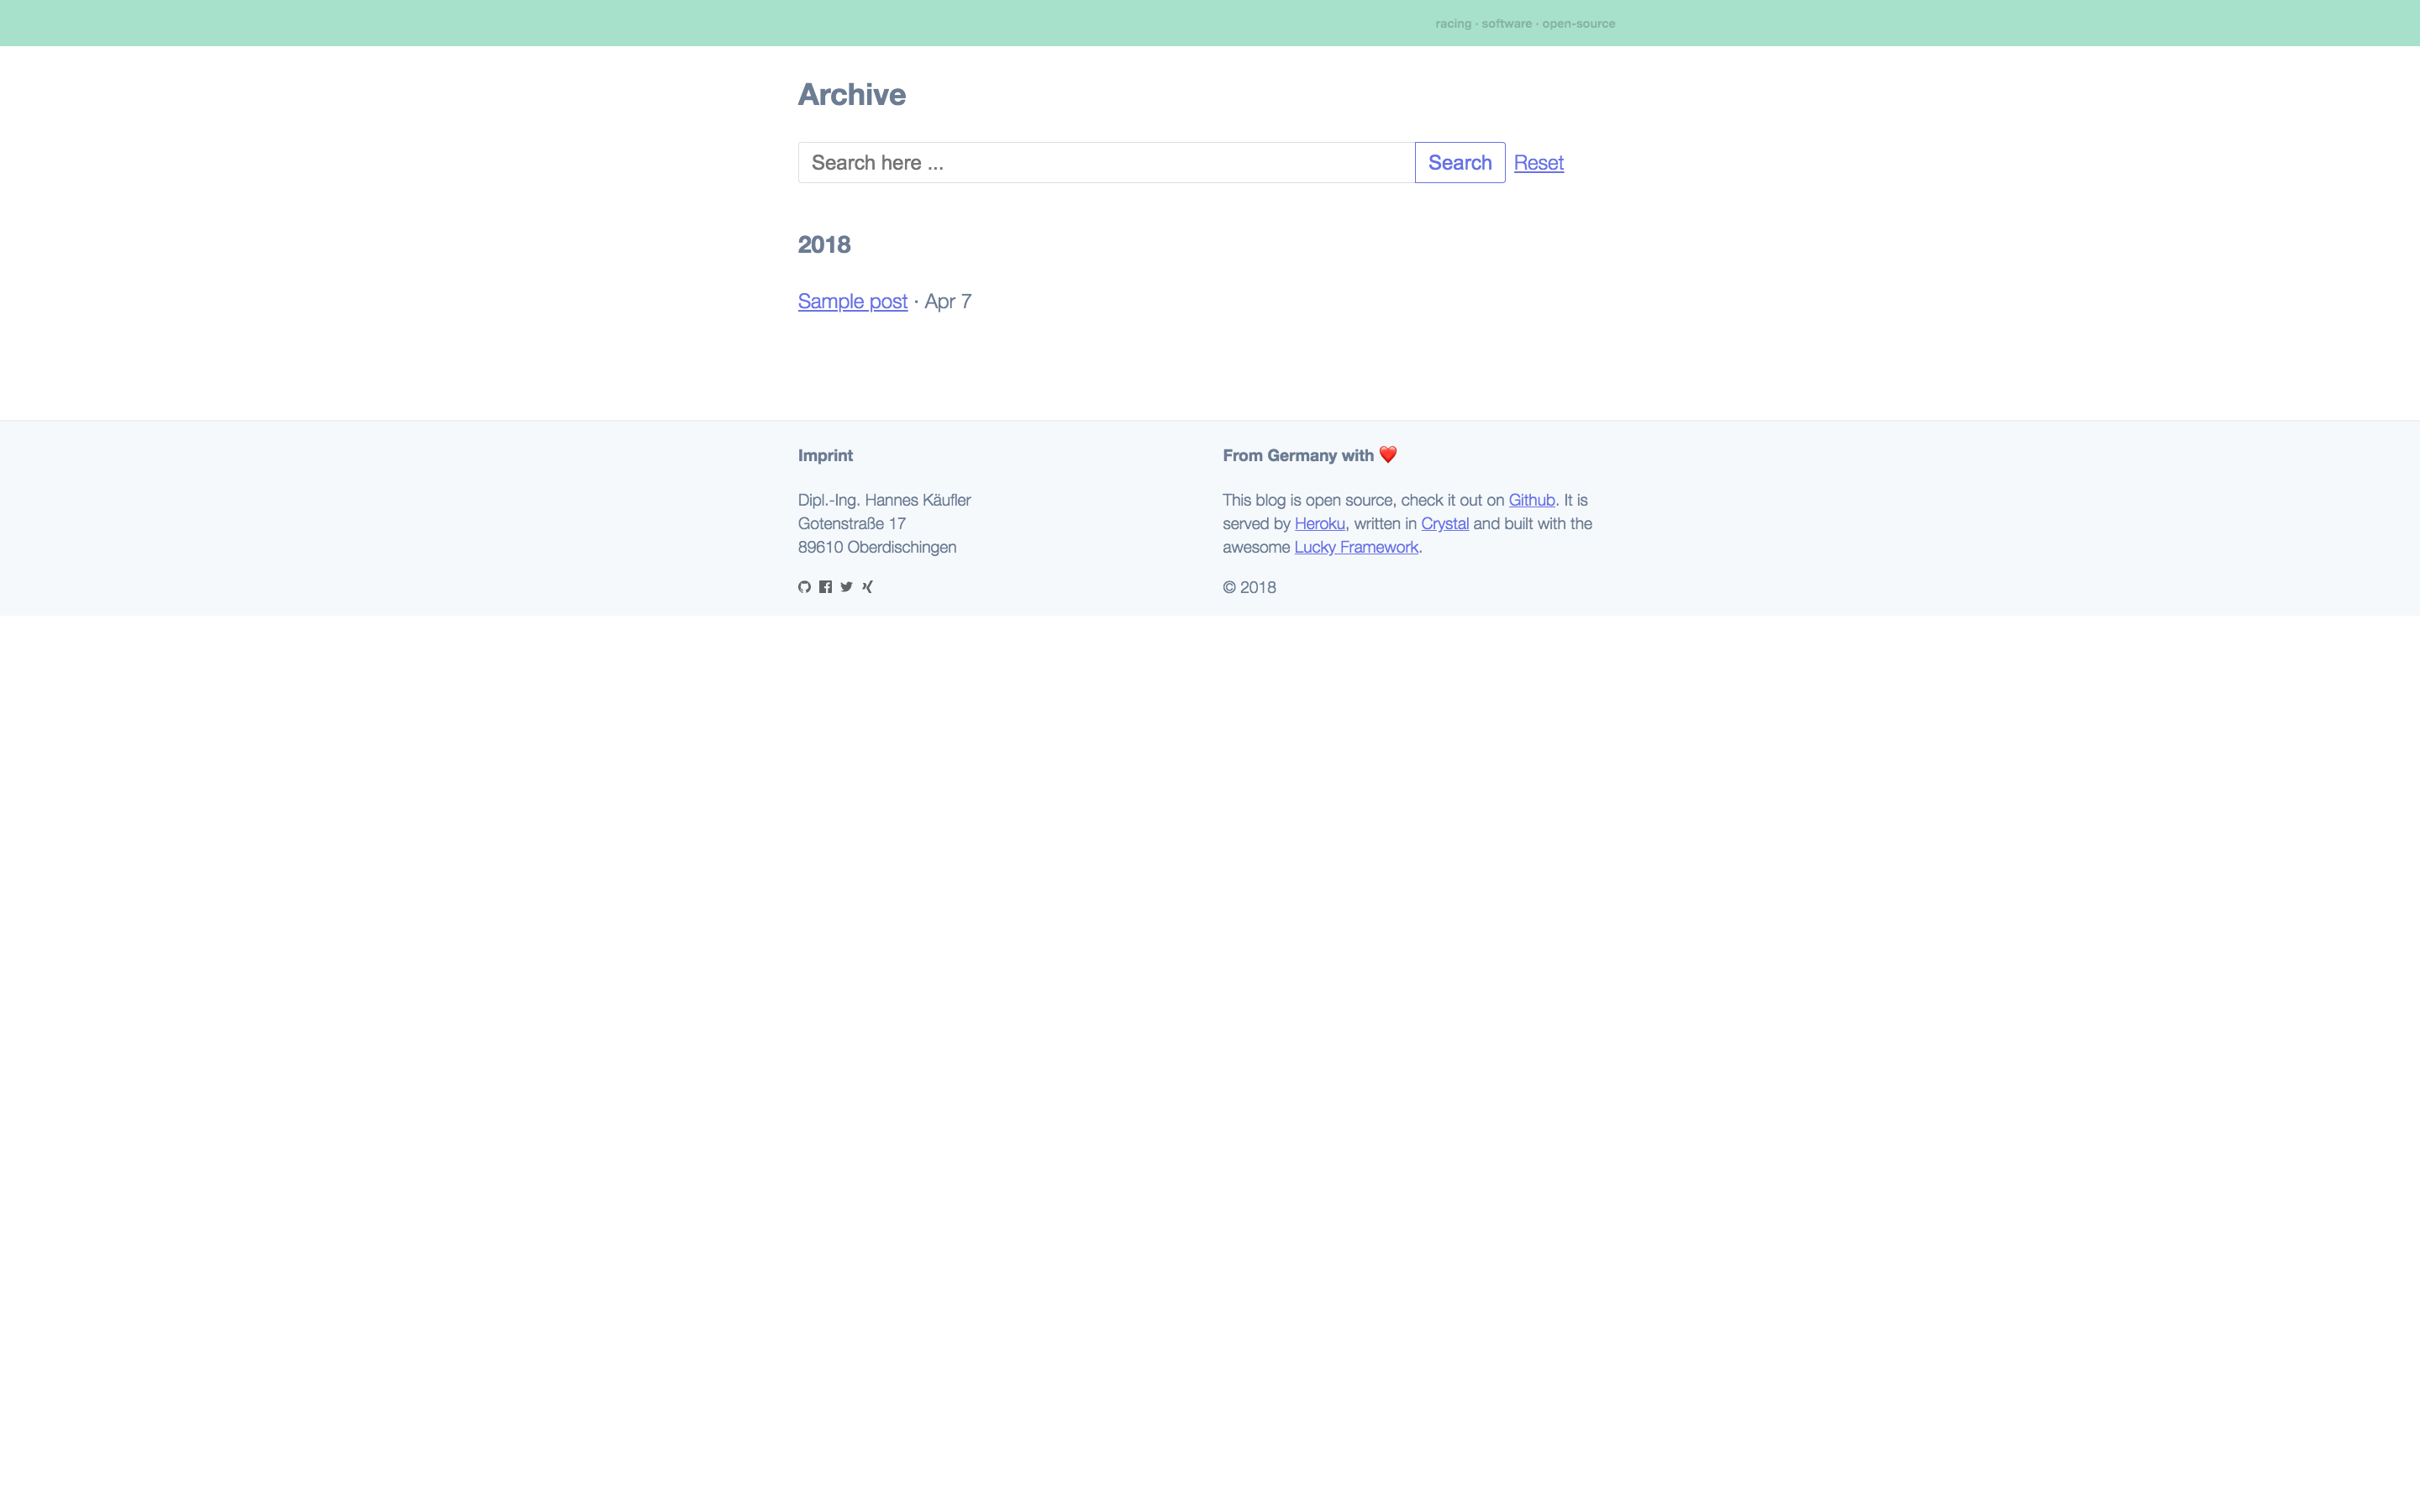 racing · software · open-source
Archive
Search here ...
Search
Reset
2018
Sample post · Apr 7
Imprint
Dipl.-Ing. Hannes Käufler
Gotenstraße 17
89610 Oberdischingen
From Germany with ❤️
This blog is open source, check it out on Github. It is
served by Heroku, written in Crystal and built with the
awesome Lucky Framework.
© 2018